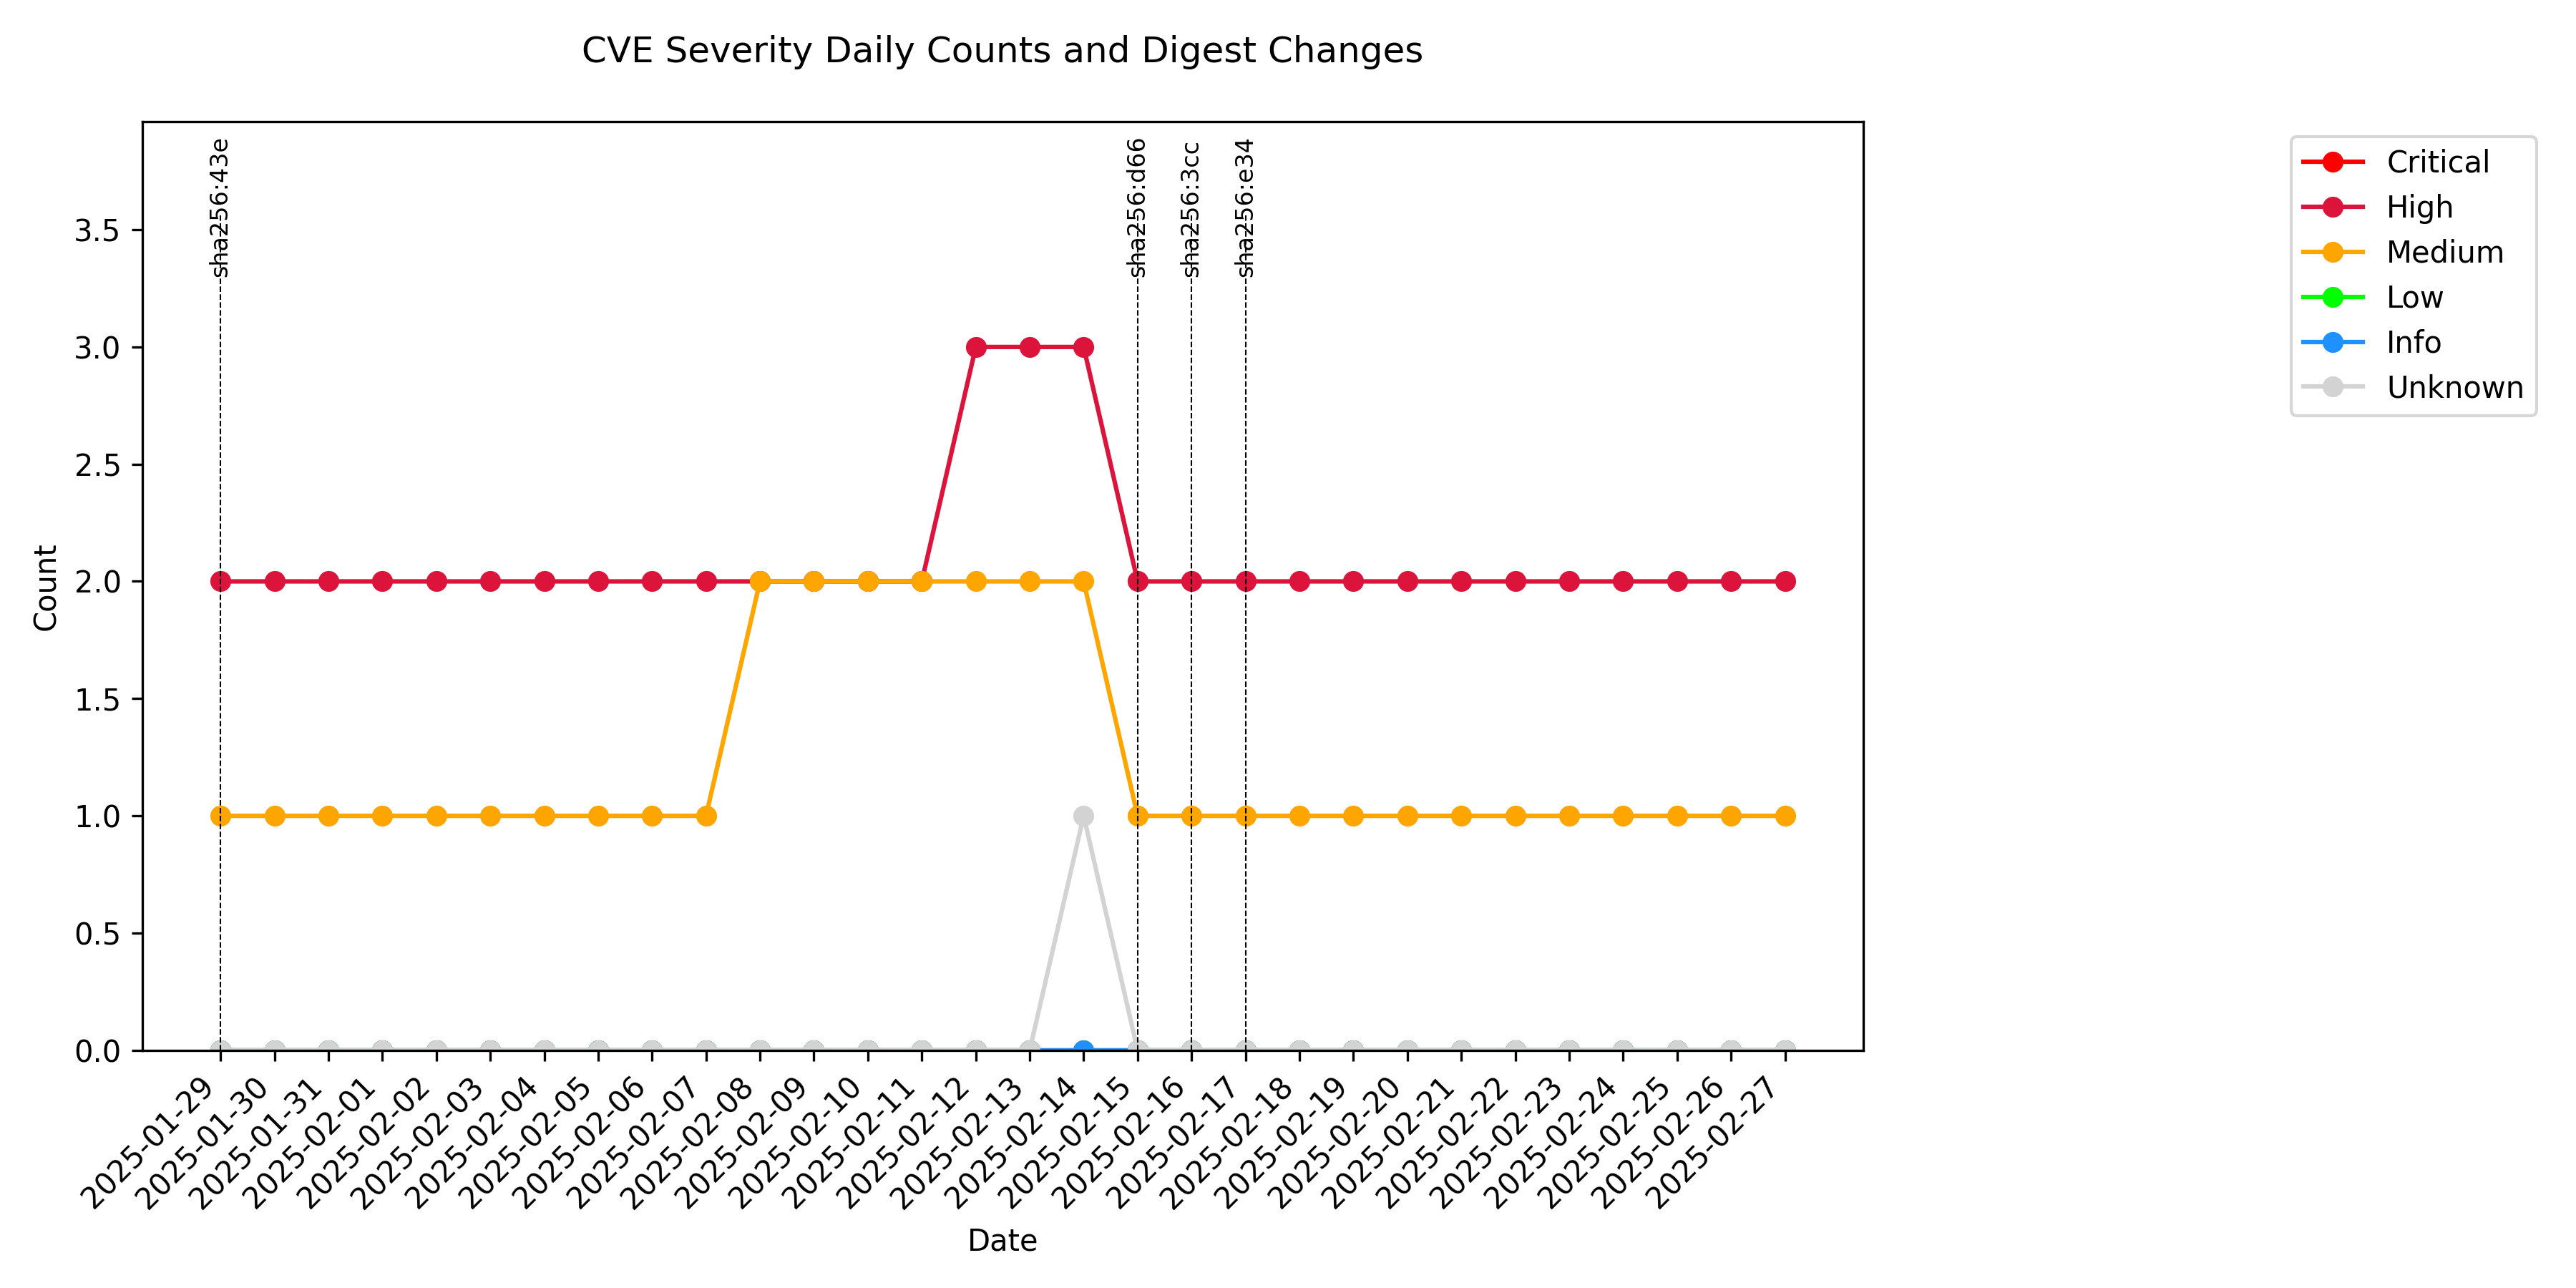 CVE Severity Daily Counts and Digest Changes
sha256:43e
sha256:d66
sha256:3cc
sha256:e34
Critical
High
Medium
Low
Info
Unknown
3.5
3.0
2.5
2.0
1.5
1.0
0.5
0.0
Count
2025-01-29
2025-01-30
2025-01-31
2025-02-01
2025-02-02
2025-02-03
2025-02-04
2025-02-05
2025-02-06
2025-02-07
2025-02-08
2025-02-09
2025-02-10
2025-02-11
2025-02-12
2025-02-13
2025-02-14
2025-02-15
2025-02-16
2025-02-17
2025-02-18
2025-02-19
2025-02-20
2025-02-21
2025-02-22
2025-02-23
2025-02-24
2025-02-25
2025-02-26
2025-02-27
Date